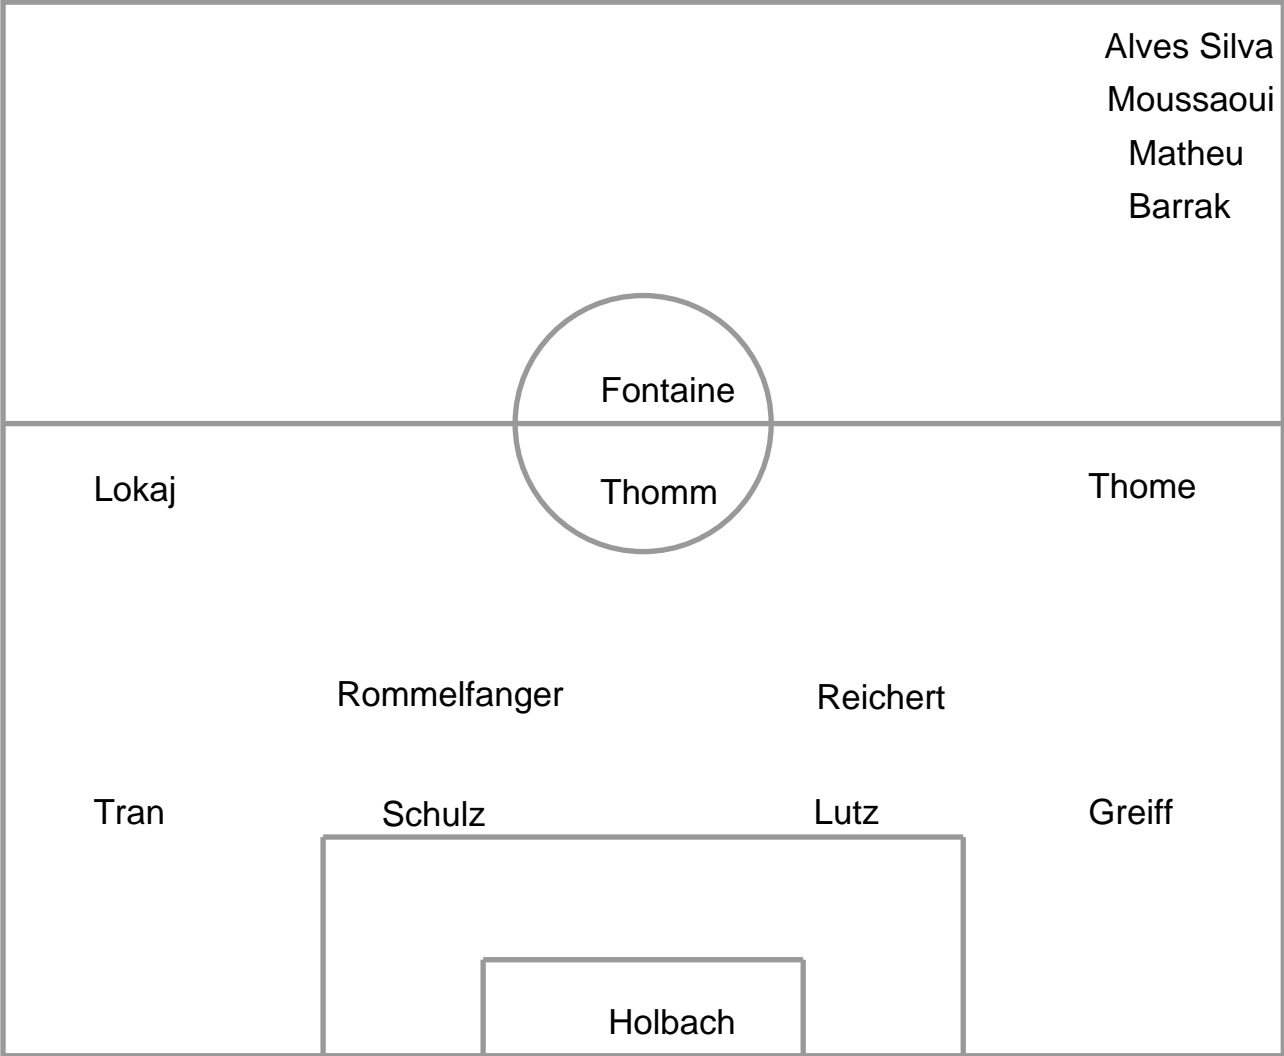 Alves Silva
Moussaoui
Matheu
Barrak
Fontaine
Lokaj Thomm Thome
Rommelfanger Reichert
Tran Schulz Lutz Greiff
Holbach